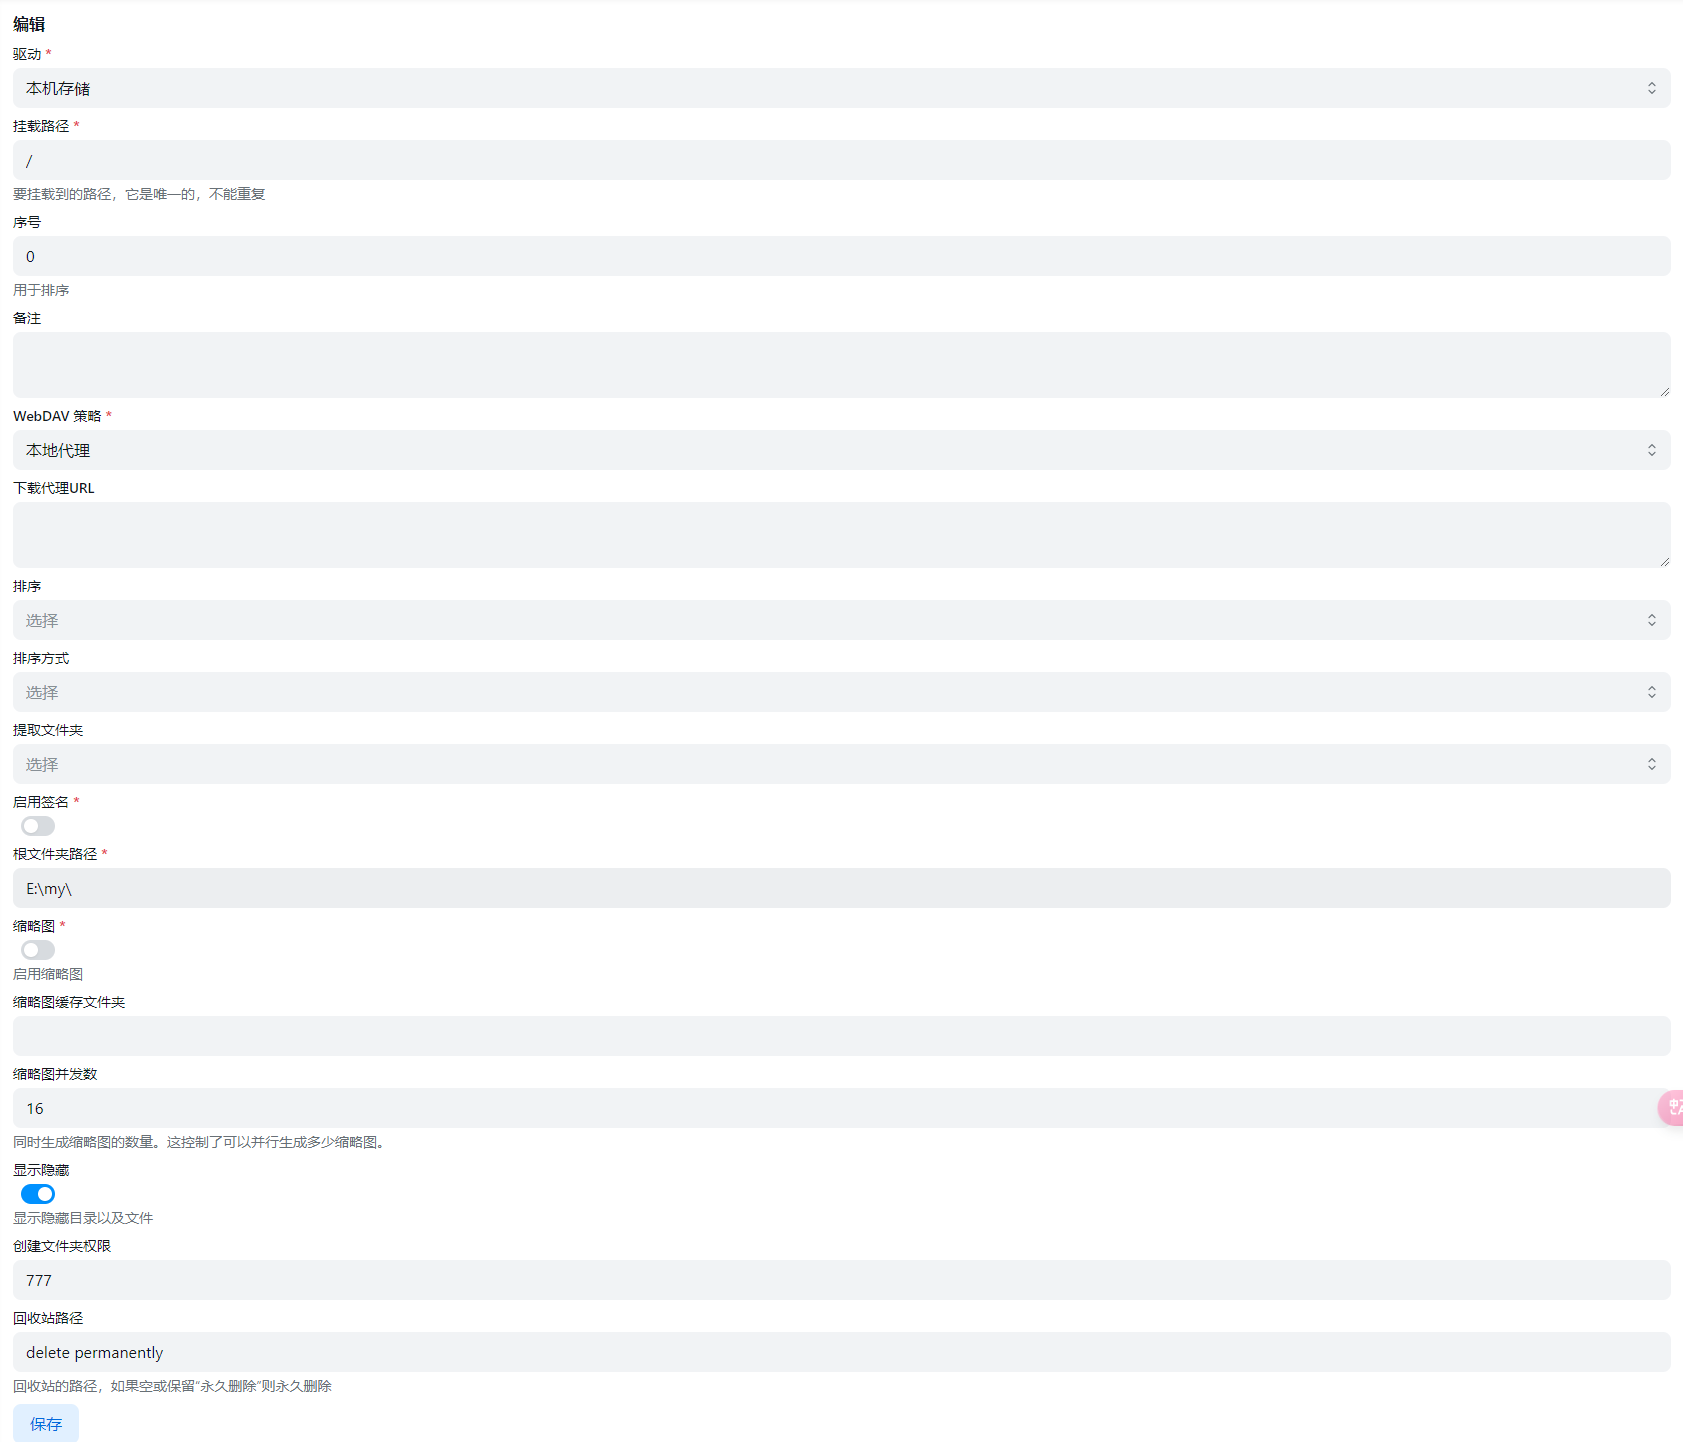 编辑
驱动 *
本机存储
挂载路径 *
/
要挂载到的路径，它是唯一的，不能重复
序号
0
用于排序
备注
WebDAV 策略 *
本地代理
下载代理URL
排序
选择
排序方式
选择
提取文件夹
选择
启用签名 *
根文件夹路径 *
E:\my\
缩略图 *
启用缩略图
缩略图缓存文件夹
缩略图并发数
16
同时生成缩略图的数量。这控制了可以并行生成多少缩略图。
显示隐藏
显示隐藏目录以及文件
创建文件夹权限
777
回收站路径
delete permanently
回收站的路径，如果空或保留“永久删除”则永久删除
保存